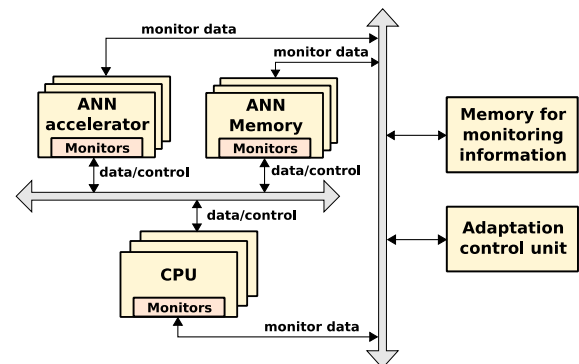 monitor data
monitor data
ANN
accelerator
Monitors
ANN
Memory
Monitors
Memory for
monitoring
information
data/control
data/control
data/control
Adaptation
control unit
CPU
Monitors
monitor data